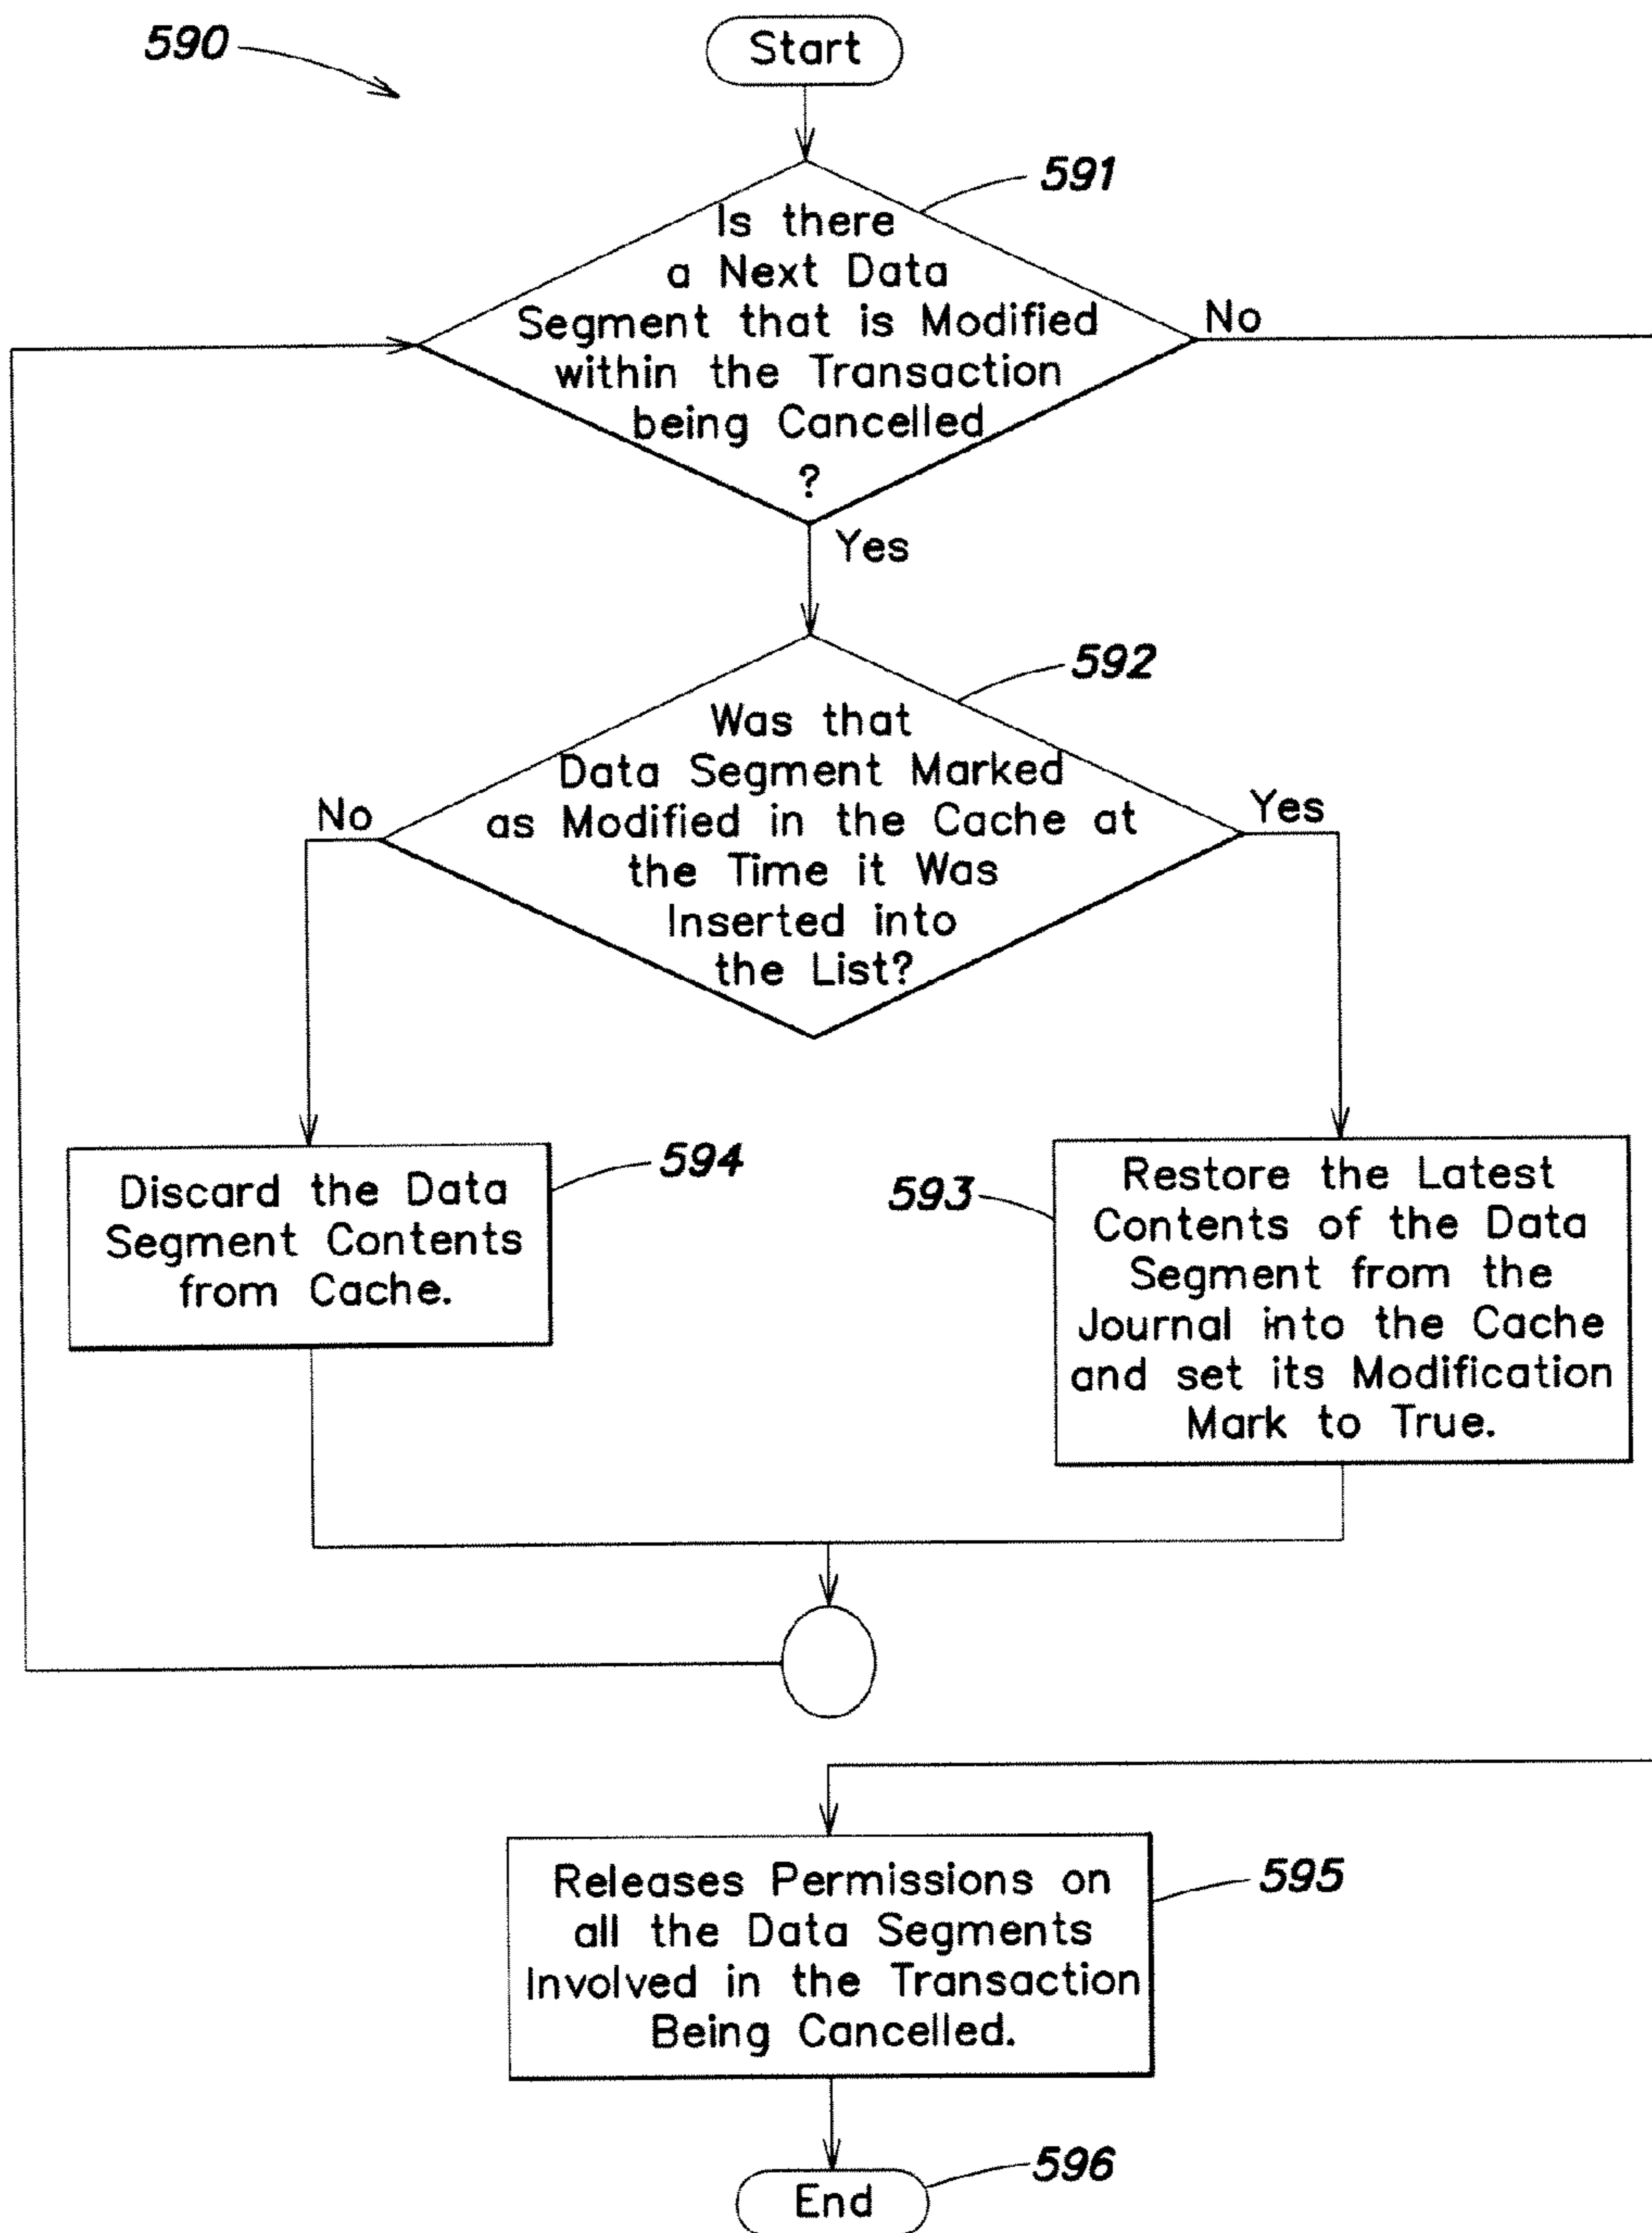 590
Start
591
Is there
a Next Data
Segment that is Modified
within the Transaction
being Cancelled
?
No
Yes
592
Was that
Data Segment Marked
as Modified in the Cache at
the Time it Was
Inserted into
the List?
No
Yes
594
Discard the Data
Segment Contents
from Cache.
593
Restore the Latest
Contents of the Data
Segment from the
Journal into the Cache
and set its Modification
Mark to True.
Releases Permissions on
all the Data Segments
Involved in the Transaction
Being Cancelled.
595
End
596